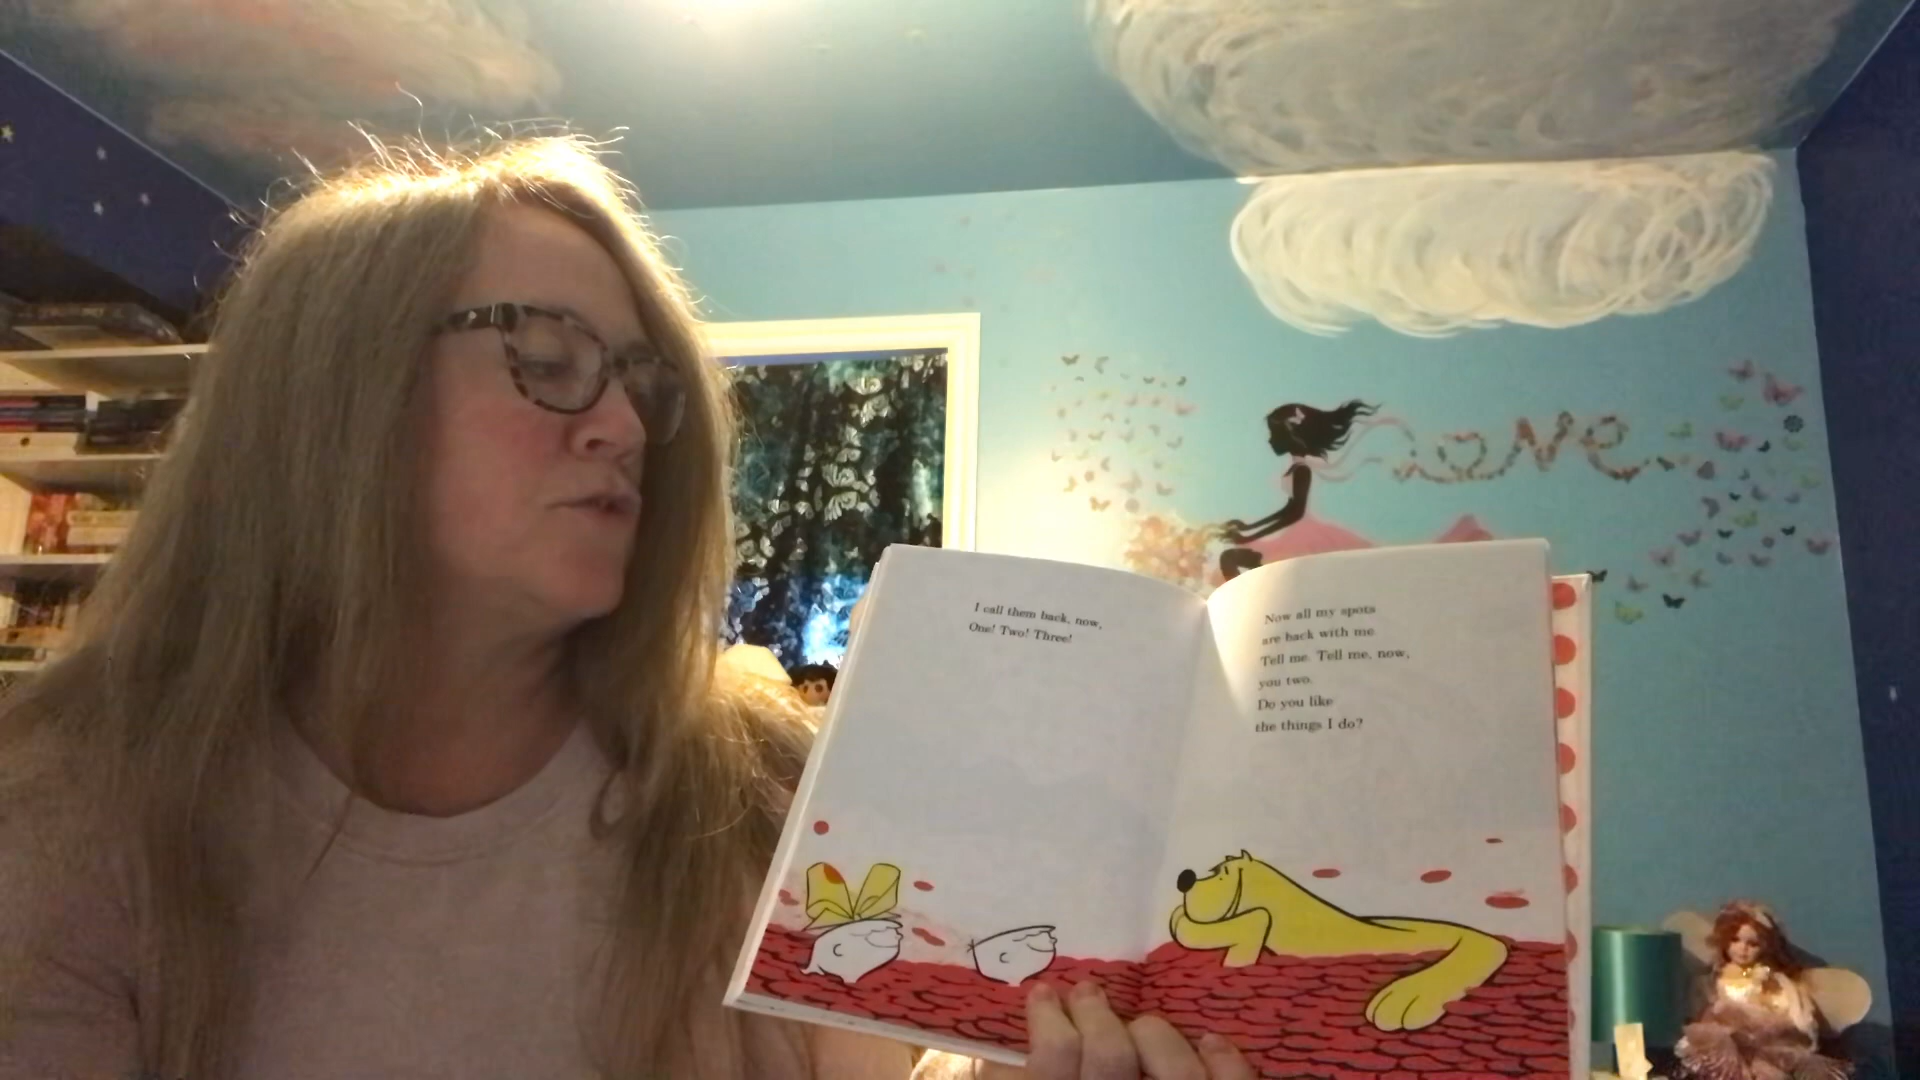 love
I call them back, now,
One! Two! Three!
Now all my spots
are back with me.
Tell me. Tell me, now,
you two.
Do you like
the things I do?